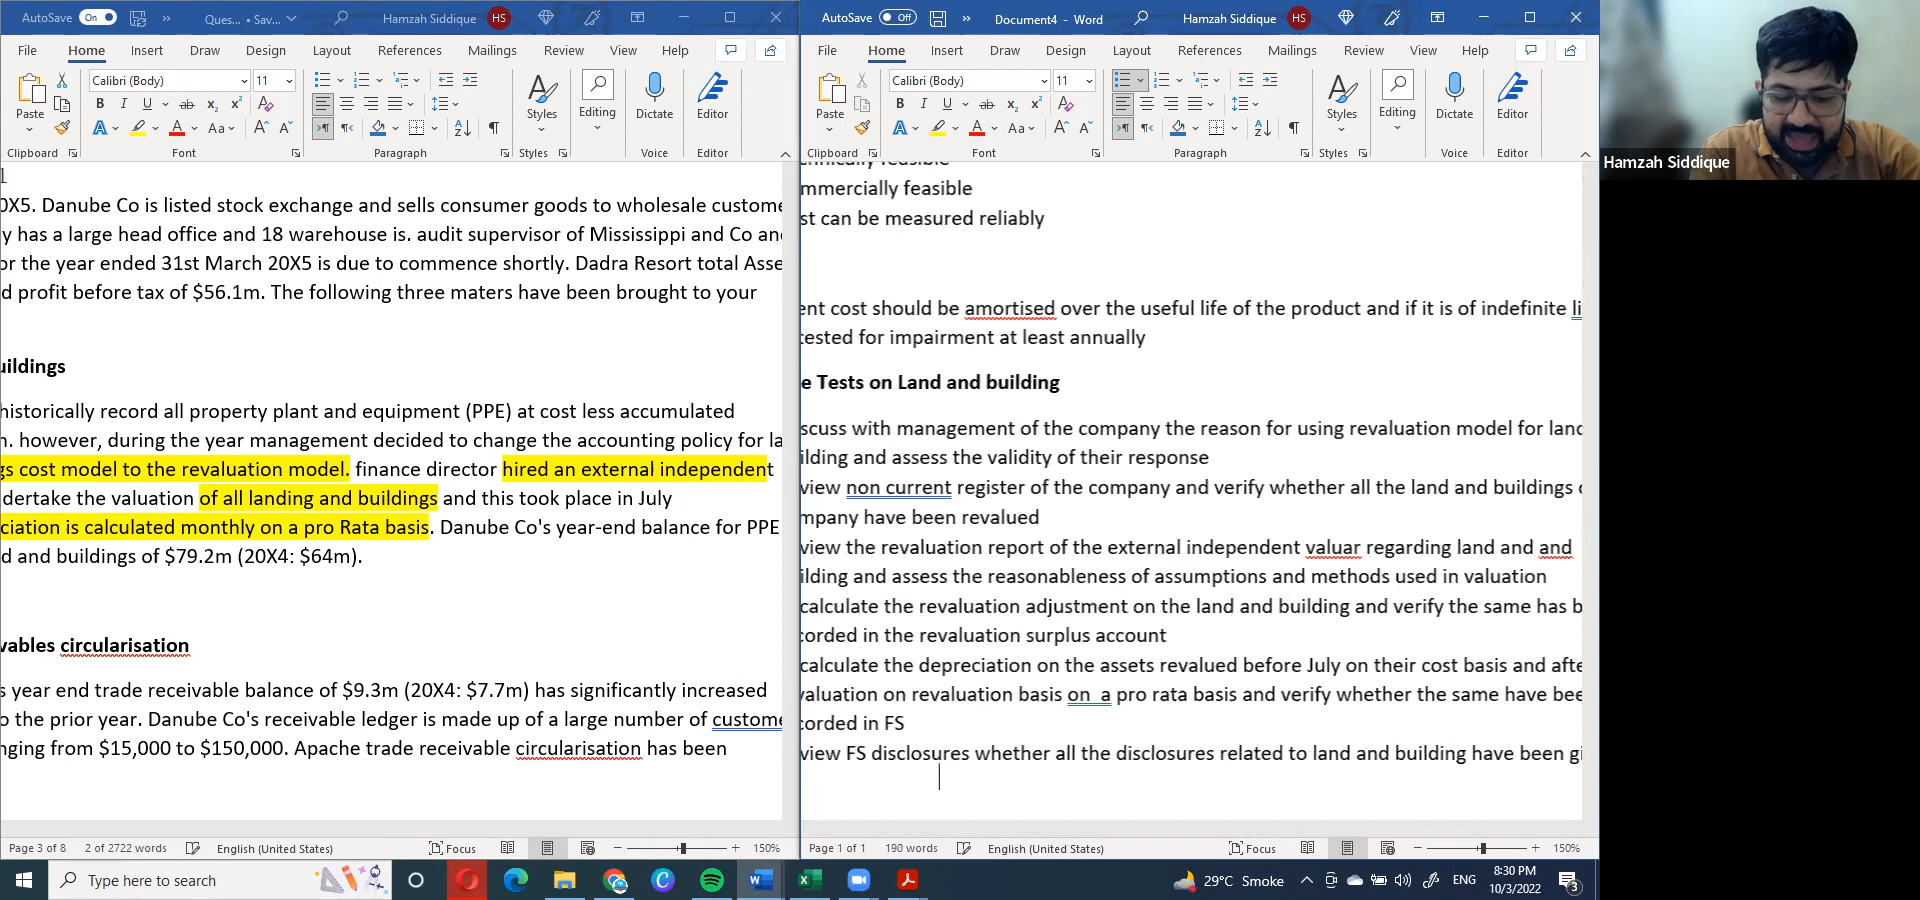 AutoSave On Ques... • Sav... Hamzah Siddique HS
File Home Insert Draw Design Layout References Mailings Review View Help
Calibri (Body) 11
Paste B I U ab x₂ x² A Styles Editing Dictate Editor
Clipboard Font Paragraph Styles Voice Editor
0X5. Danube Co is listed stock exchange and sells consumer goods to wholesale custome
y has a large head office and 18 warehouse is. audit supervisor of Mississippi and Co an
or the year ended 31st March 20X5 is due to commence shortly. Dadra Resort total Asse
d profit before tax of $56.1m. The following three maters have been brought to your
uildings
historically record all property plant and equipment (PPE) at cost less accumulated
n. however, during the year management decided to change the accounting policy for la
gs cost model to the revaluation model. finance director hired an external independent
dertake the valuation of all landing and buildings and this took place in July
ciation is calculated monthly on a pro Rata basis. Danube Co's year-end balance for PPE
d and buildings of $79.2m (20X4: $64m).
vables circularisation
s year end trade receivable balance of $9.3m (20X4: $7.7m) has significantly increased
o the prior year. Danube Co's receivable ledger is made up of a large number of custome
nging from $15,000 to $150,000. Apache trade receivable circularisation has been
Page 3 of 8 2 of 2722 words English (United States) Focus 150%
AutoSave Off Document4 - Word Hamzah Siddique HS
File Home Insert Draw Design Layout References Mailings Review View Help
Calibri (Body) 11
Paste B I U ab x₂ x² A Styles Editing Dictate Editor
Clipboard Font Paragraph Styles Voice Editor
chnically feasible
mmercially feasible
st can be measured reliably
ent cost should be amortised over the useful life of the product and if it is of indefinite li
tested for impairment at least annually
e Tests on Land and building
scuss with management of the company the reason for using revaluation model for land
ilding and assess the validity of their response
view non current register of the company and verify whether all the land and buildings o
mpany have been revalued
view the revaluation report of the external independent valuar regarding land and and
ilding and assess the reasonableness of assumptions and methods used in valuation
calculate the revaluation adjustment on the land and building and verify the same has b
corded in the revaluation surplus account
calculate the depreciation on the assets revalued before July on their cost basis and afte
valuation on revaluation basis on a pro rata basis and verify whether the same have bee
corded in FS
view FS disclosures whether all the disclosures related to land and building have been gi
Page 1 of 1 190 words English (United States) Focus 150%
Hamzah Siddique
Type here to search 29°C Smoke ENG 8:30 PM
10/3/2022 3